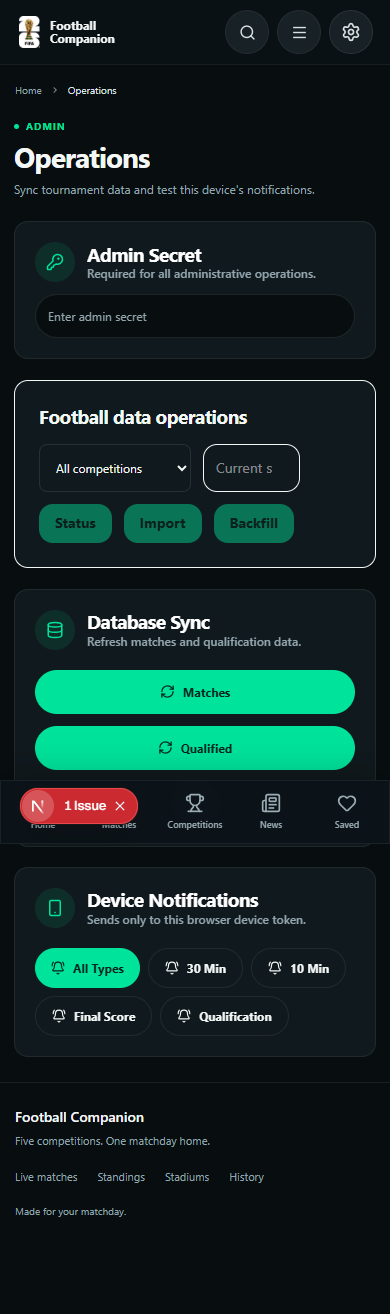 Football
Companion
FIFA
Home > Operations
ADMIN
Operations
Sync tournament data and test this device's notifications.
Admin Secret
Required for all administrative operations.
Enter admin secret
Football data operations
All competitions
Current s
Status Import Backfill
Database Sync
Refresh matches and qualification data.
Matches
Qualified
N 1 Issue
Home Matches Competitions News Saved
Device Notifications
Sends only to this browser device token.
All Types 30 Min 10 Min
Final Score Qualification
Football Companion
Five competitions. One matchday home.
Live matches Standings Stadiums History
Made for your matchday.